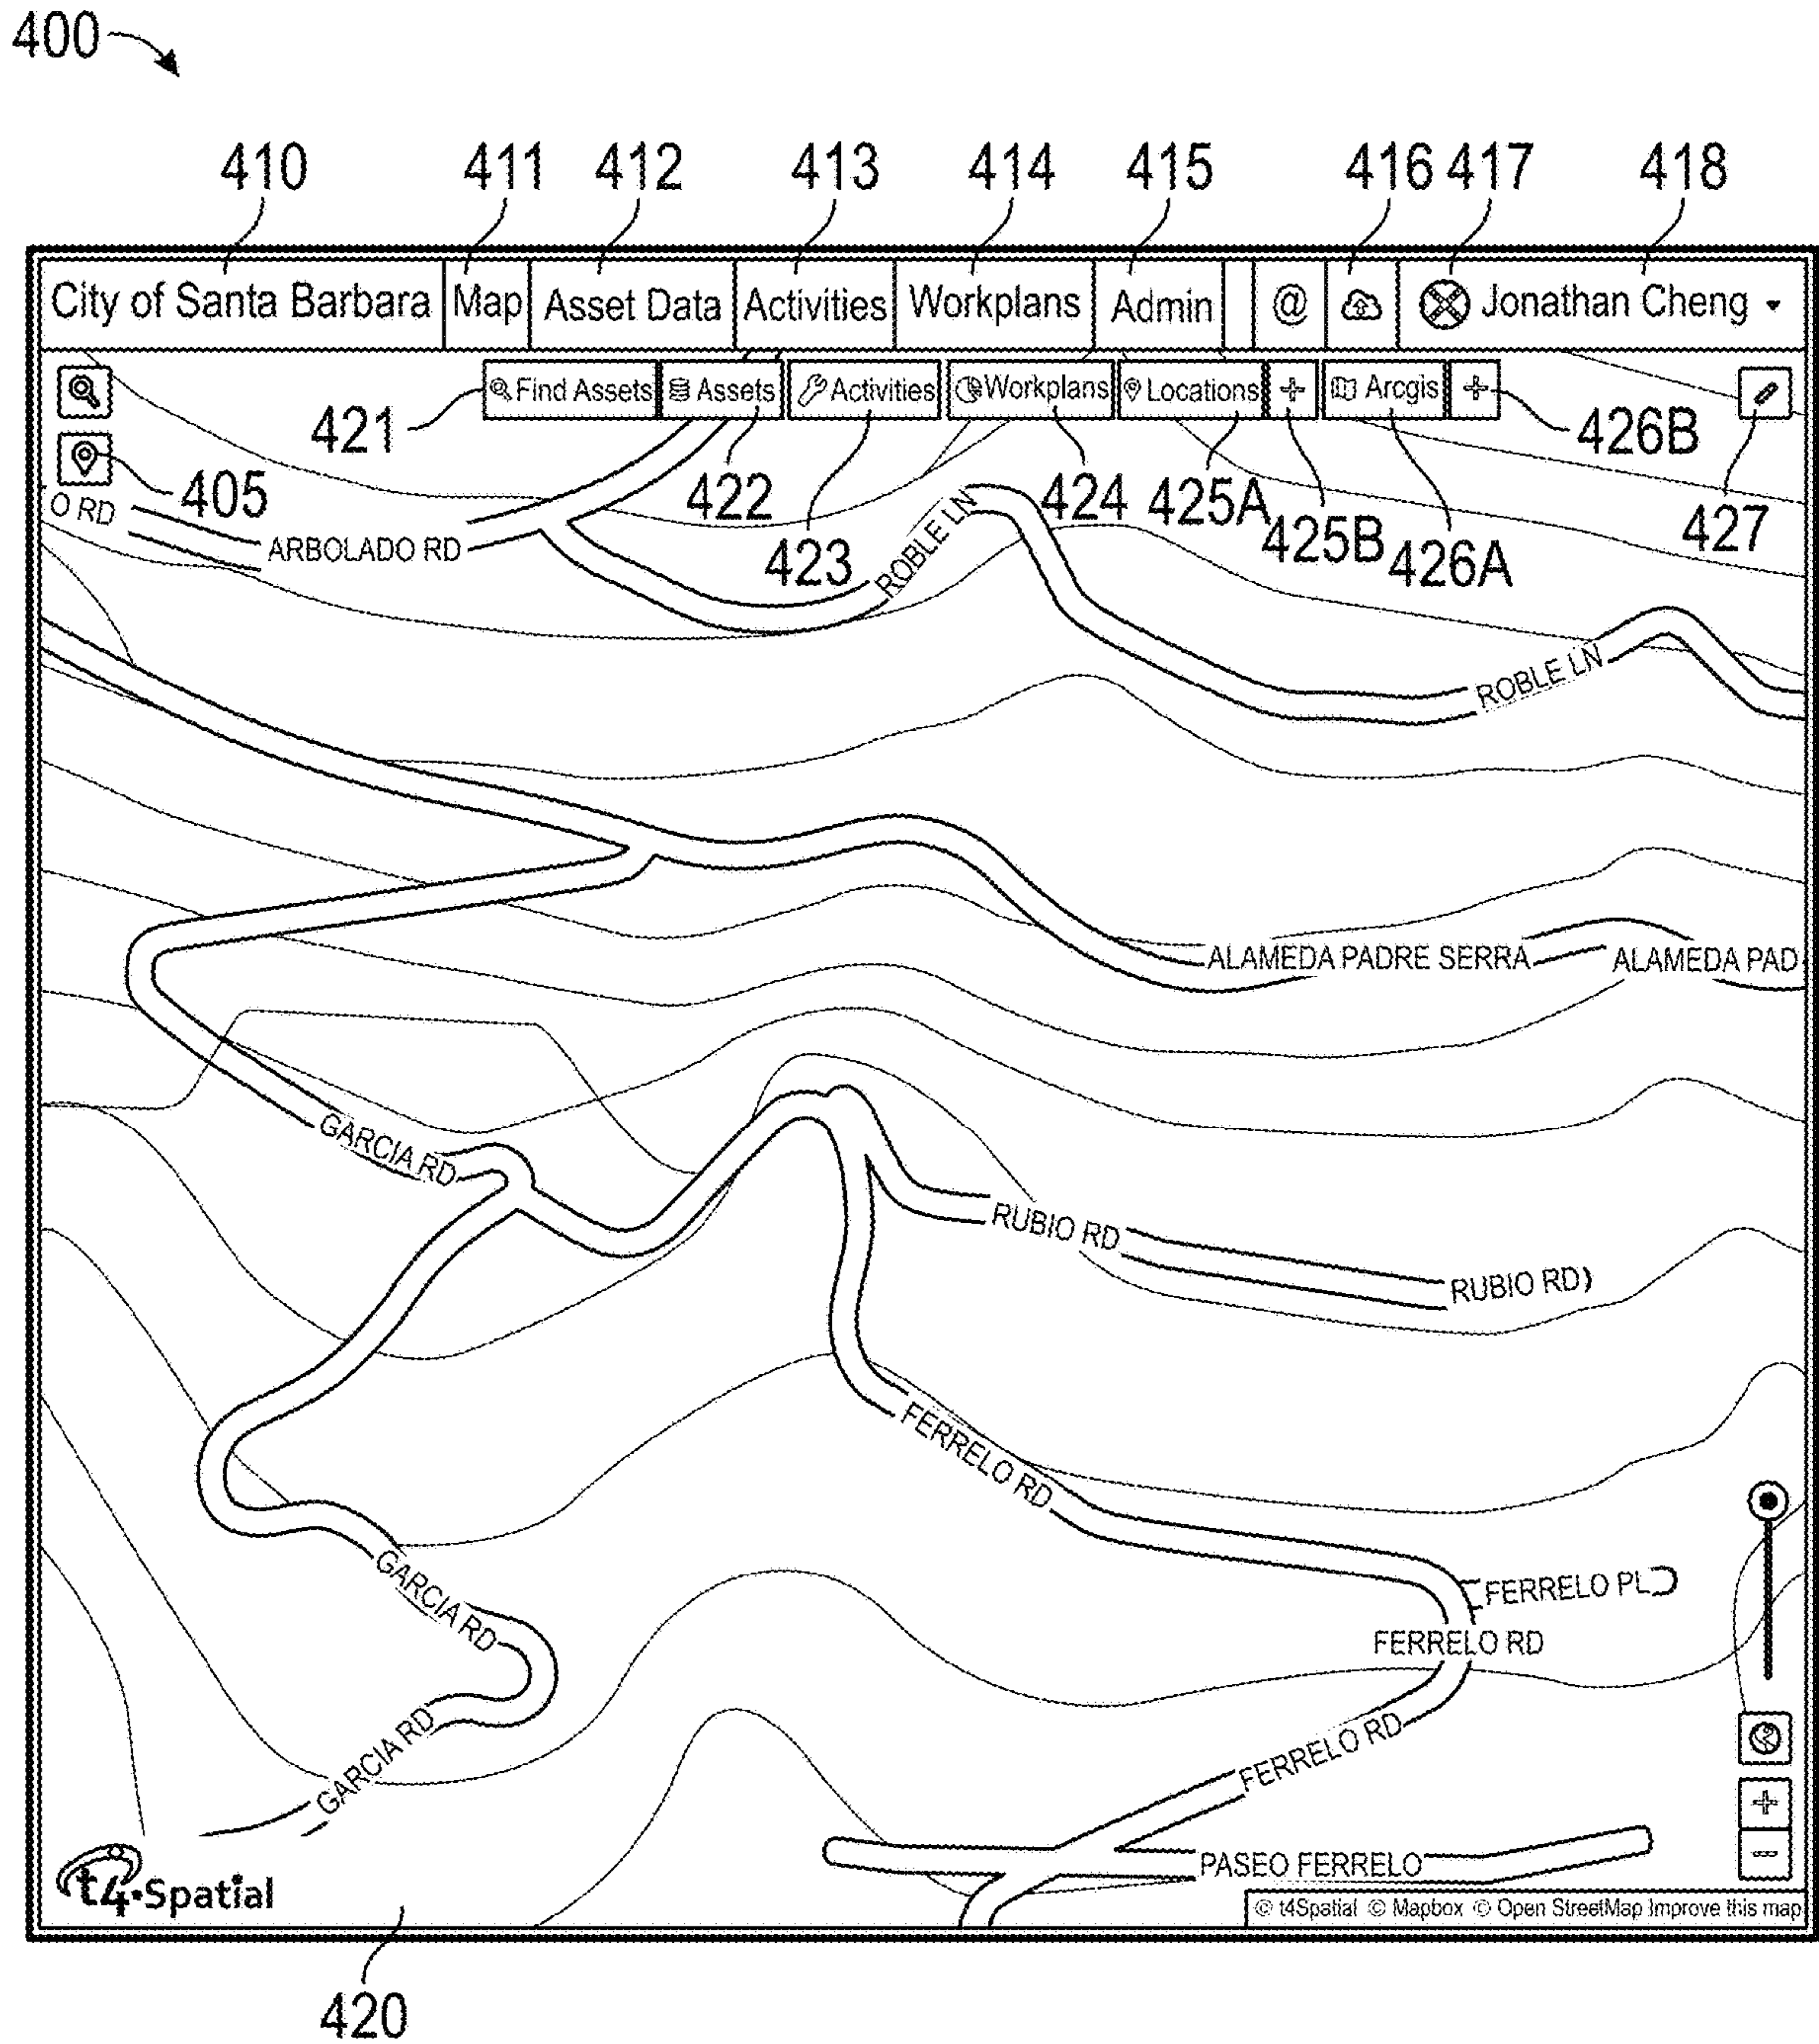 400
410 411 412 413 414 415 416 417 418
City of Santa Barbara Map Asset Data Activities Workplans Admin @ Jonathan Cheng
Find Assets Assets Activities Workplans Locations + Arcgis +
421 426B
405 422 424 425A 427
O RD
423 425B 426A
ARBOLADO RD
ROBLE LN
ROBLE LN
ALAMEDA PADRE SERRA ALAMEDA PAD
GARCIA RD
RUBIO RD
RUBIO RD
FERRELO RD
GARCIA RD
FERRELO PL
FERRELO RD
GARCIA RD
FERRELO RD
+
PASEO FERRELO
−
t4·Spatial
© t4Spatial © Mapbox © Open StreetMap Improve this map
420